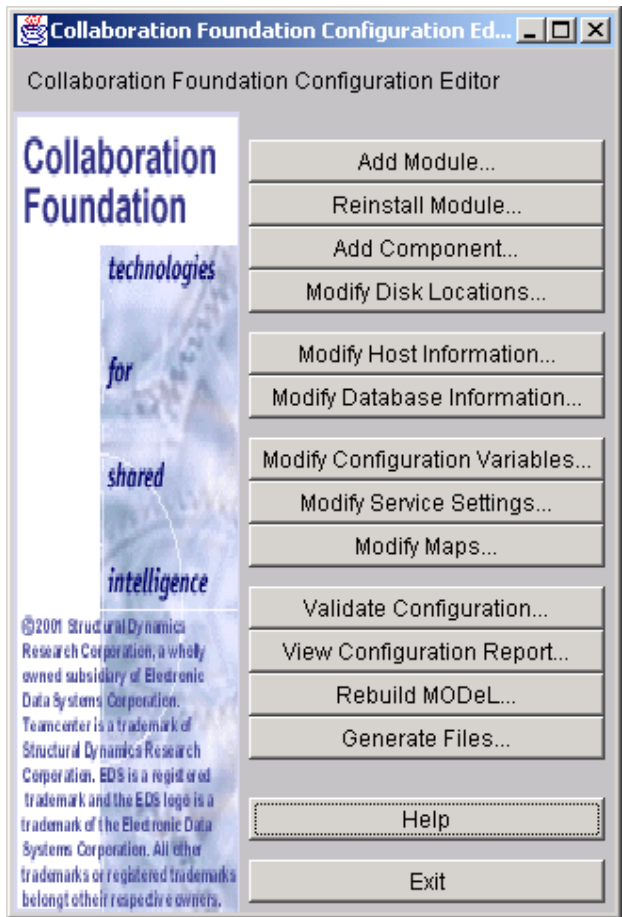 Collaboration Foundation Configuration Ed...
Collaboration Foundation Configuration Editor
Collaboration
Foundation
technologies
for
shared
intelligence
©2001 Structural Dynamics
Research Corporation, a wholly
owned subsidiary of Electronic
Data Systems Corporation.
Teamcenter is a trademark of
Structural Dynamics Research
Corporation. EDS is a registered
trademark and the EDS logo is a
trademark of the Electronic Data
Systems Corporation. All other
trademarks or registered trademarks
belong to their respective owners.
Add Module...
Reinstall Module...
Add Component...
Modify Disk Locations...
Modify Host Information...
Modify Database Information...
Modify Configuration Variables...
Modify Service Settings...
Modify Maps...
Validate Configuration...
View Configuration Report...
Rebuild MODeL...
Generate Files...
Help
Exit